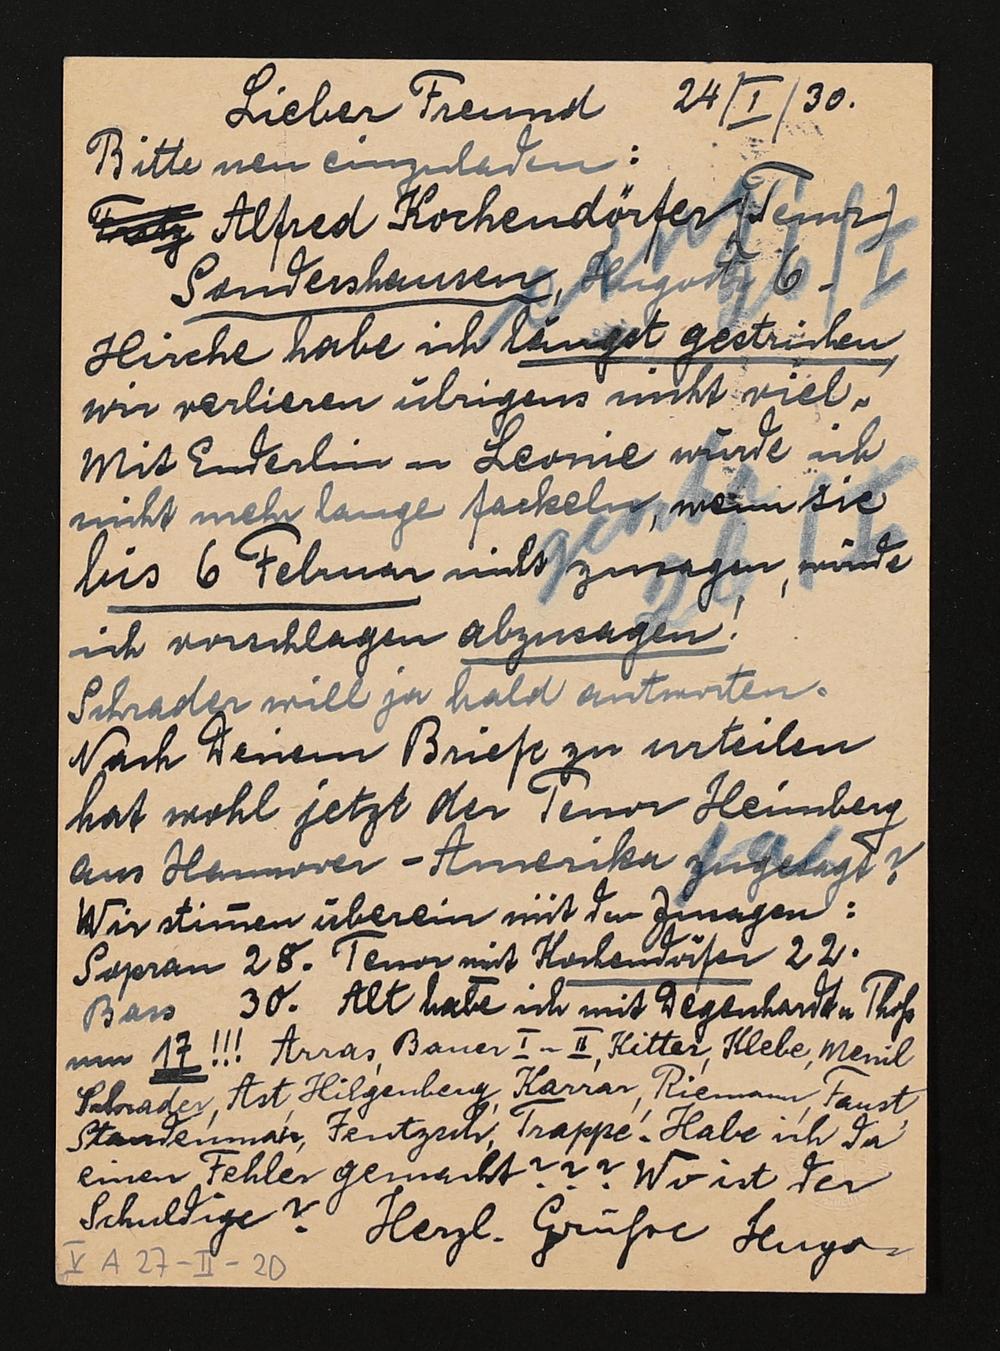 Lieber Freund 24/I/30.
Bitte neu einzuladen:
Alfred Kochendörfer (Tenor)
Sondershausen, Hugostr 6.
Hirche habe ich längst gestrichen,
wir verlieren übrigens nicht viel.
Mit Enderlin u Leonie würde ich
nicht mehr lange fackeln, wenn sie
bis 6 Februar nicht zusagen, würde
ich vorschlagen abzusagen!
Schrader will ja bald antworten.
Nach Deinem Briefe zu urteilen
hat wohl jetzt der Tenor Heimberg
aus Hannover - Amerika zugesagt?
Wir stimen überein mit den Zusagen:
Sopran 28. Tenor mit Kochendörfer 22.
Bass 30. Alt habe ich mit Degenhardt u Thoß
nur 17!!! Arras, Bauer I - II, Kitter, Klebe, Menil
Schrader, Ast, Hilgenberg, Karrar, Riemann, Faust,
Staudenman, Fentzsch, Trappe. Habe ich da
einen Fehler gemacht??? Wo ist der
Schuldige? Herzl. Grüße Hugo
V A 27-II-20